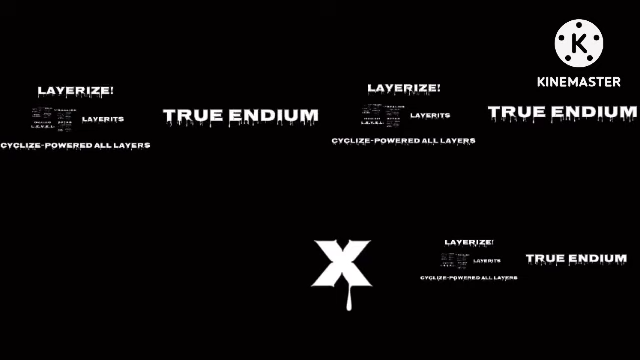 LAYERIZE!
LAYERITS
CYCLIZE-POWERED ALL LAYERS
TRUE ENDIUM
LAYERIZE!
LAYERITS
CYCLIZE-POWERED ALL LAYERS
TRUE ENDIUM
K
KINEMASTER
X
LAYERIZE!
LAYERITS
CYCLIZE-POWERED ALL LAYERS
TRUE ENDIUM